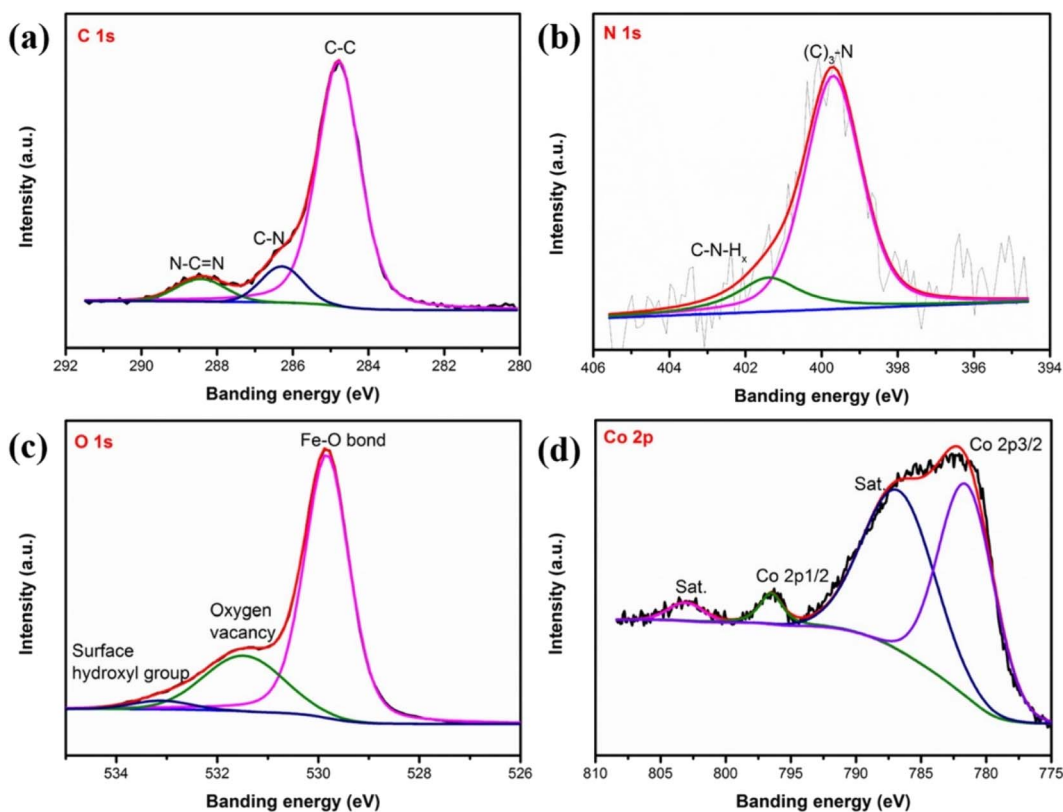 (a)
C 1s
C-C
C-N
N-C=N
Intensity (a.u.)
292 290 288 286 284 282 280
Banding energy (eV)
(b)
N 1s
(C)3-N
C-N-Hx
Intensity (a.u.)
406 404 402 400 398 396 394
Banding energy (eV)
(c)
O 1s
Fe-O bond
Oxygen
vacancy
Surface
hydroxyl group
Intensity (a.u.)
534 532 530 528 526
Banding energy (eV)
(d)
Co 2p
Co 2p3/2
Sat.
Co 2p1/2
Sat.
Intensity (a.u.)
810 805 800 795 790 785 780 775
Banding energy (eV)